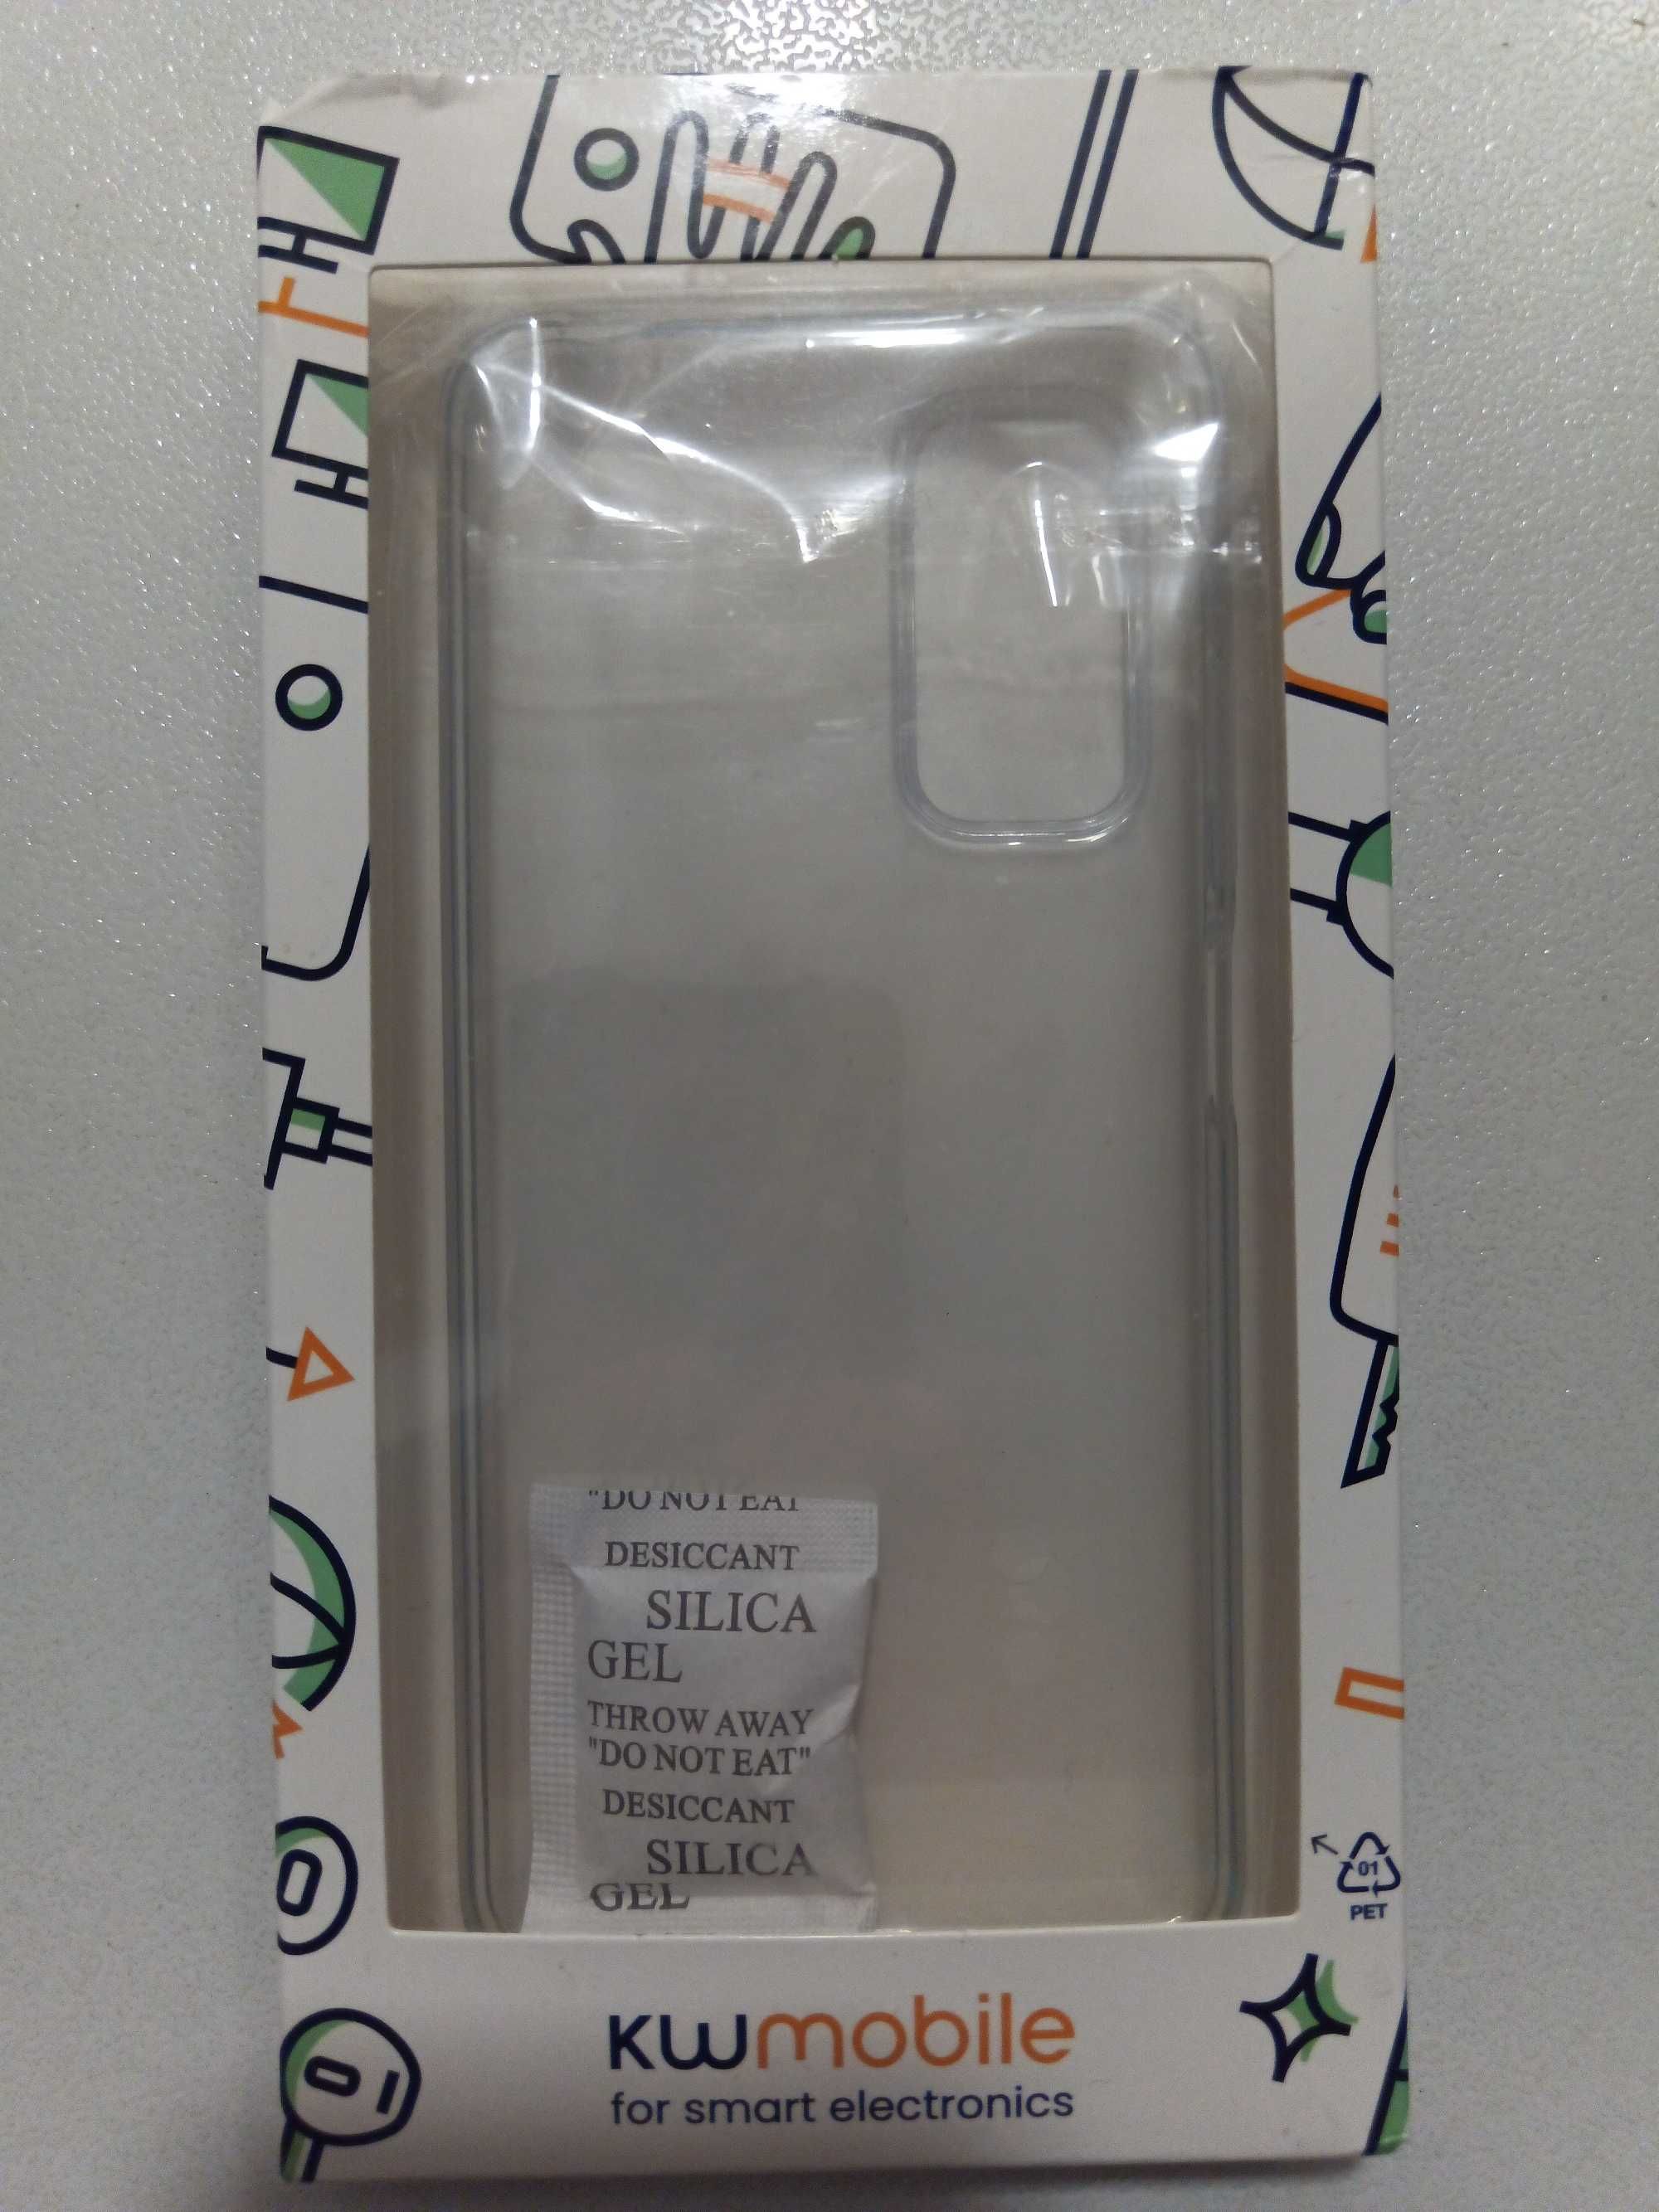 "DO NOT EAT
DESICCANT
SILICA
GEL
THROW AWAY
"DO NOT EAT"
DESICCANT
SILICA
GEL
01
PET
kwmobile
for smart electronics